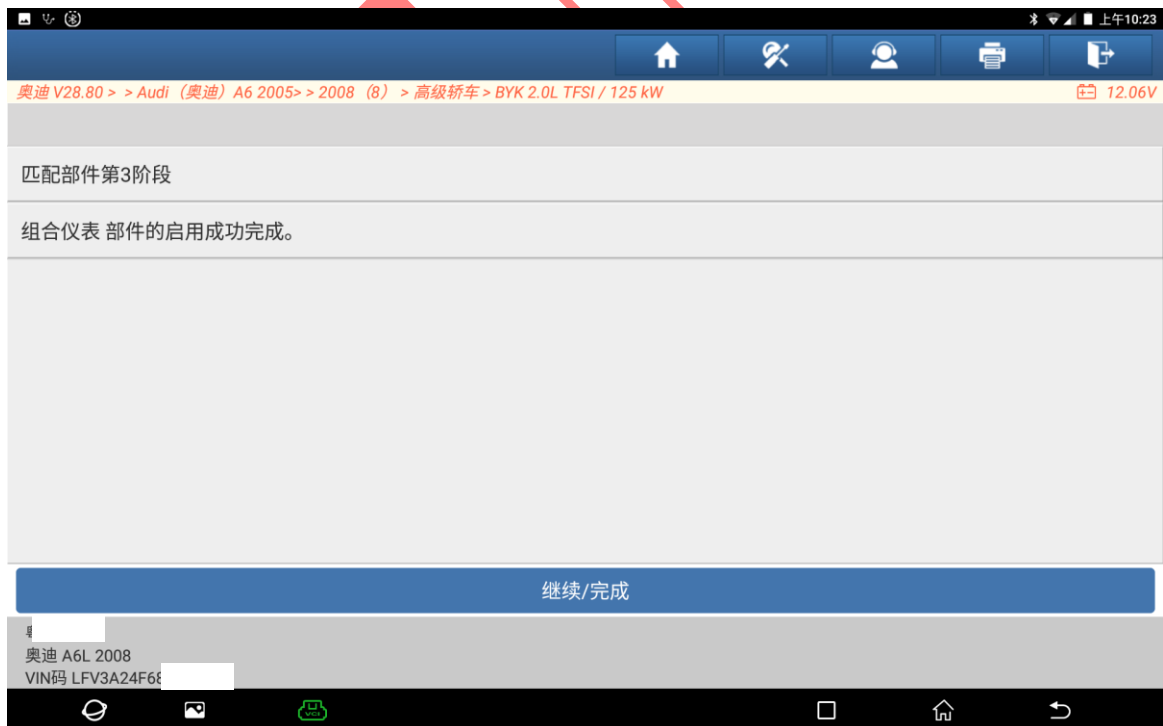 上午10:23
奥迪 V28.80 > > Audi（奥迪）A6 2005> > 2008（8） > 高级轿车 > BYK 2.0L TFSI / 125 kW
12.06V
匹配部件第3阶段
组合仪表 部件的启用成功完成。
继续/完成
奥迪 A6L 2008
VIN码 LFV3A24F68
VCI